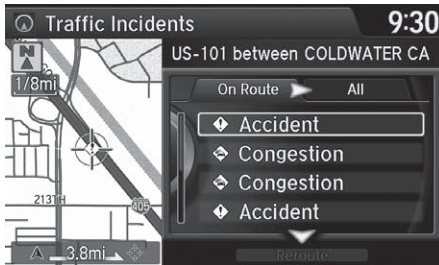 Traffic Incidents
9:30
US-101 between COLDWATER CA
N
1/8mi
On Route
All
Accident
Congestion
Congestion
Accident
213TH
405
3.8mi
Reroute